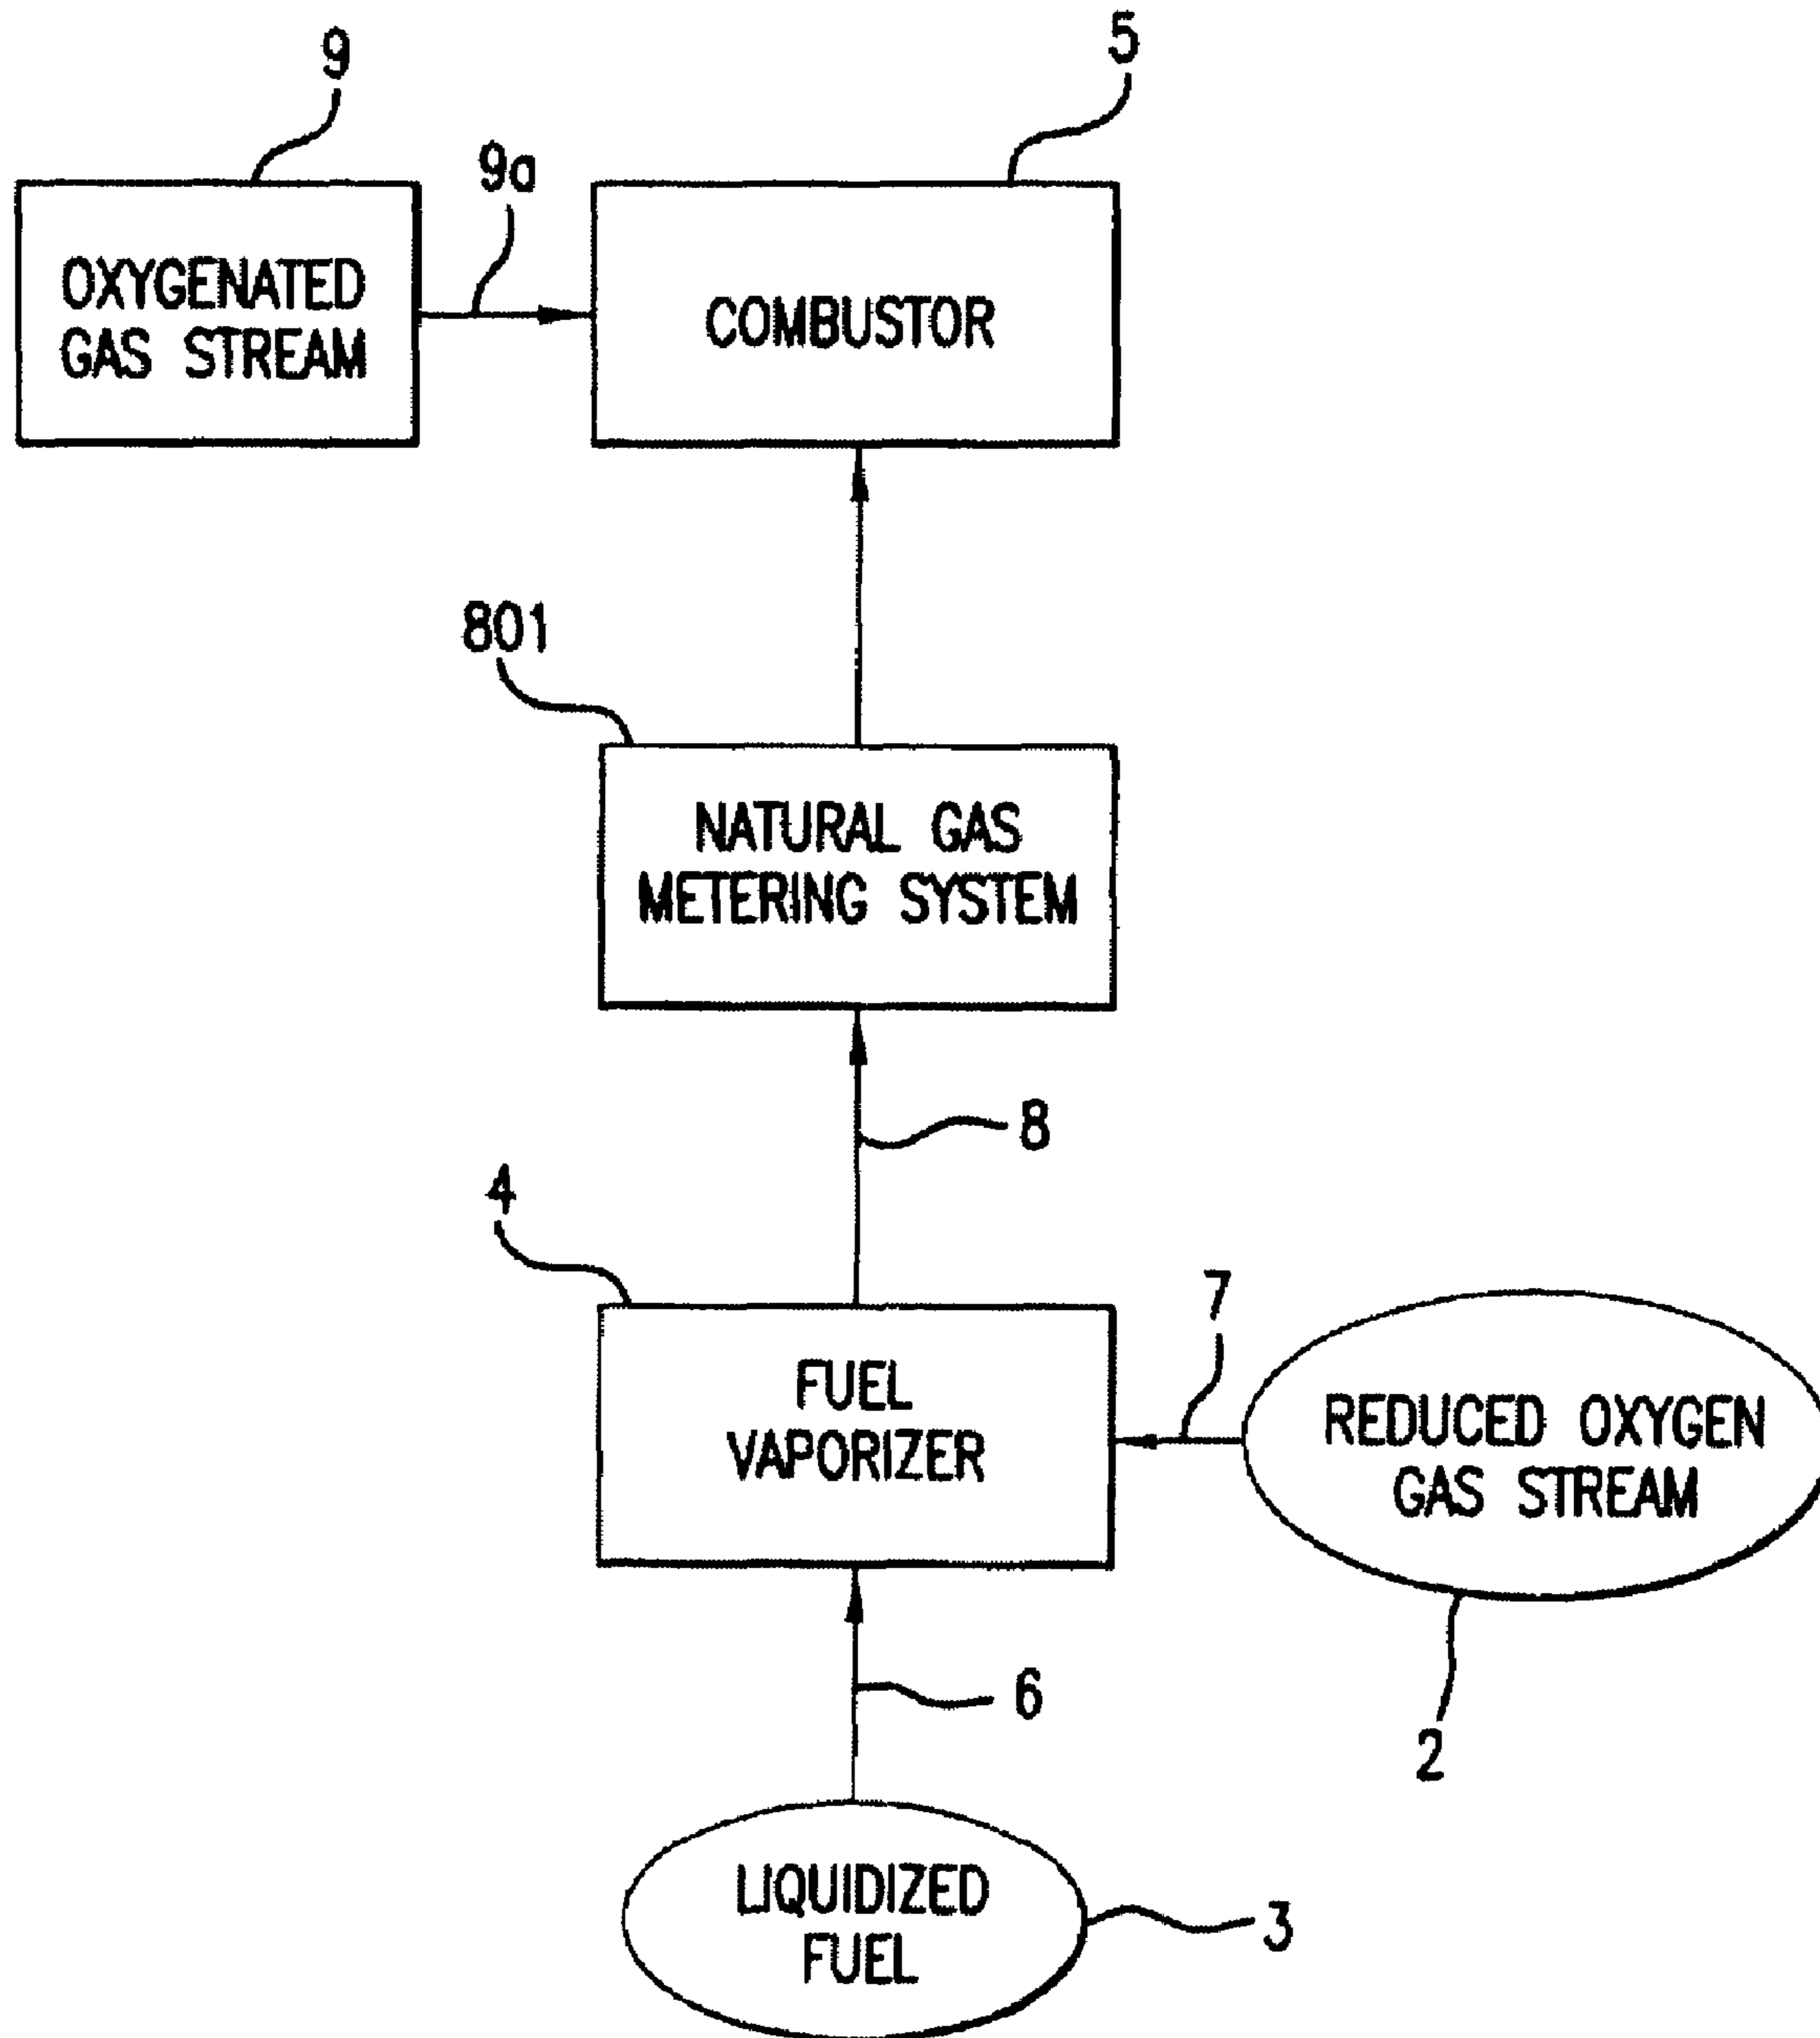 9
5
9a
OXYGENATED
GAS STREAM
COMBUSTOR
801
NATURAL GAS
METERING SYSTEM
8
4
7
FUEL
VAPORIZER
REDUCED OXYGEN
GAS STREAM
6
2
LIQUIDIZED
FUEL
3